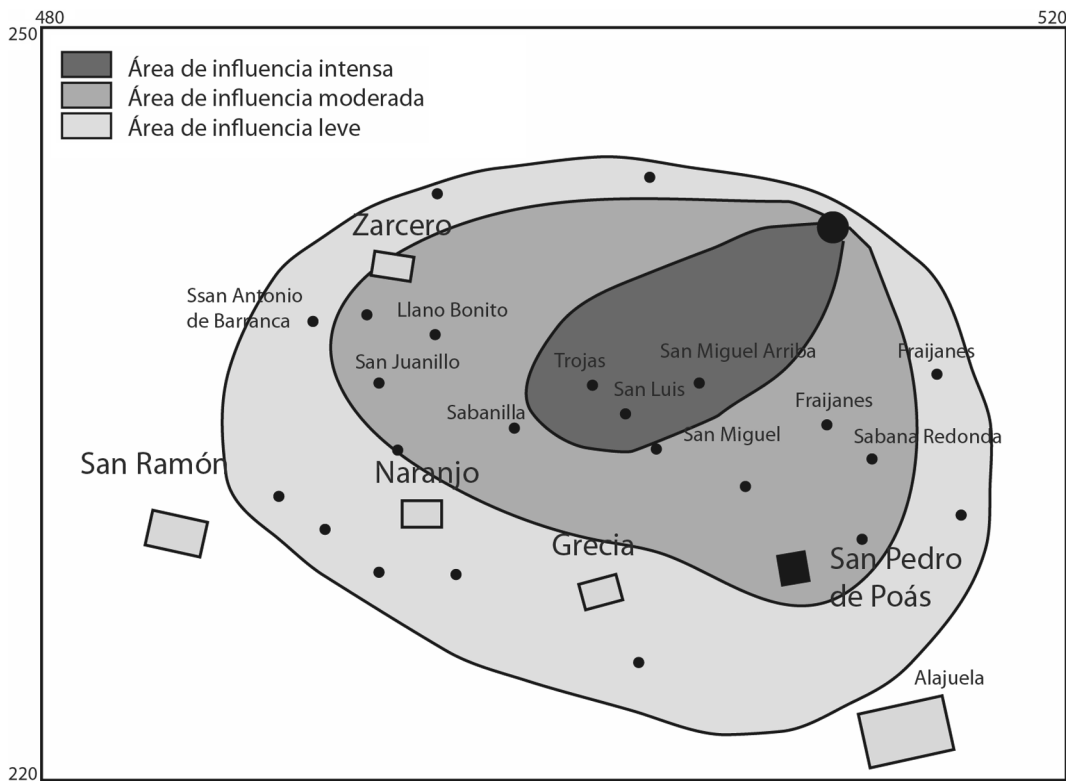 480
520
250
Área de influencia intensa
Área de influencia moderada
Área de influencia leve
Zarcero
Ssan Antonio
de Barranca
Llano Bonito
San Juanillo
Trojas
San Miguel Arriba
Fraijanes
San Luis
Sabanilla
Fraijanes
San Miguel
Sabana Redonda
San Ramón
Naranjo
Grecia
San Pedro
de Poás
Alajuela
220